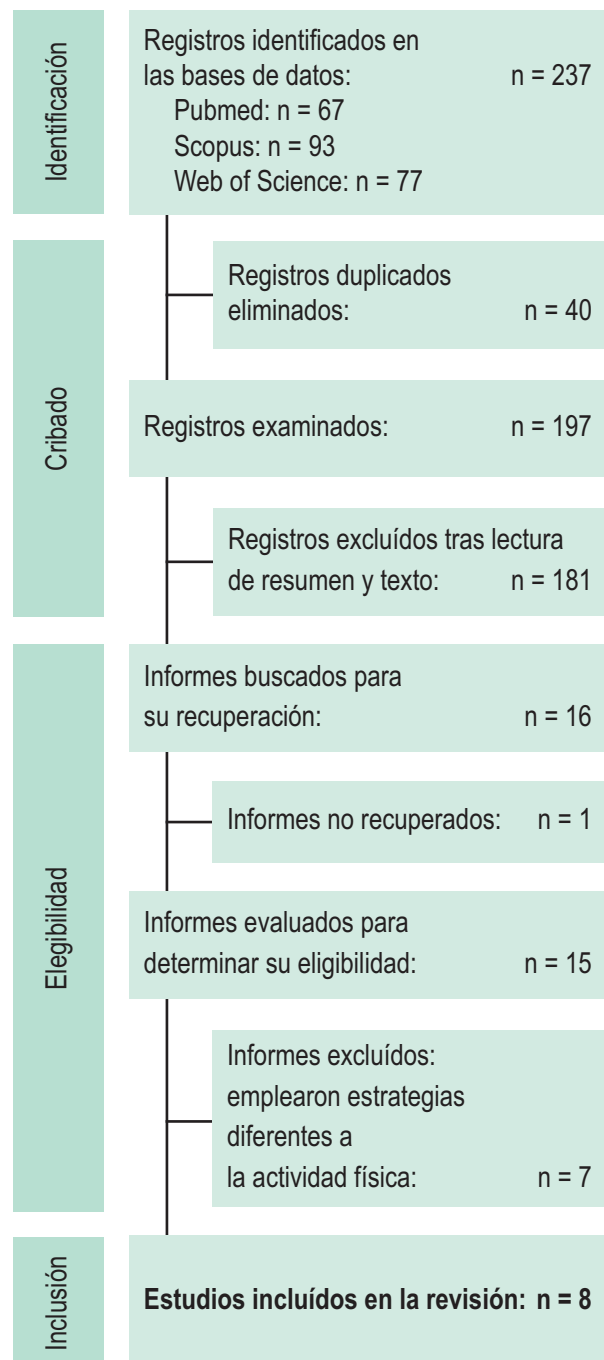 Identificación
Registros identificados en
las bases de datos: n = 237
Pubmed: n = 67
Scopus: n = 93
Web of Science: n = 77
Cribado
Registros duplicados
eliminados: n = 40
Registros examinados: n = 197
Registros excluídos tras lectura
de resumen y texto: n = 181
Elegibilidad
Informes buscados para
su recuperación: n = 16
Informes no recuperados: n = 1
Informes evaluados para
determinar su eligibilidad: n = 15
Informes excluídos:
emplearon estrategias
diferentes a
la actividad física: n = 7
Inclusión
Estudios incluídos en la revisión: n = 8